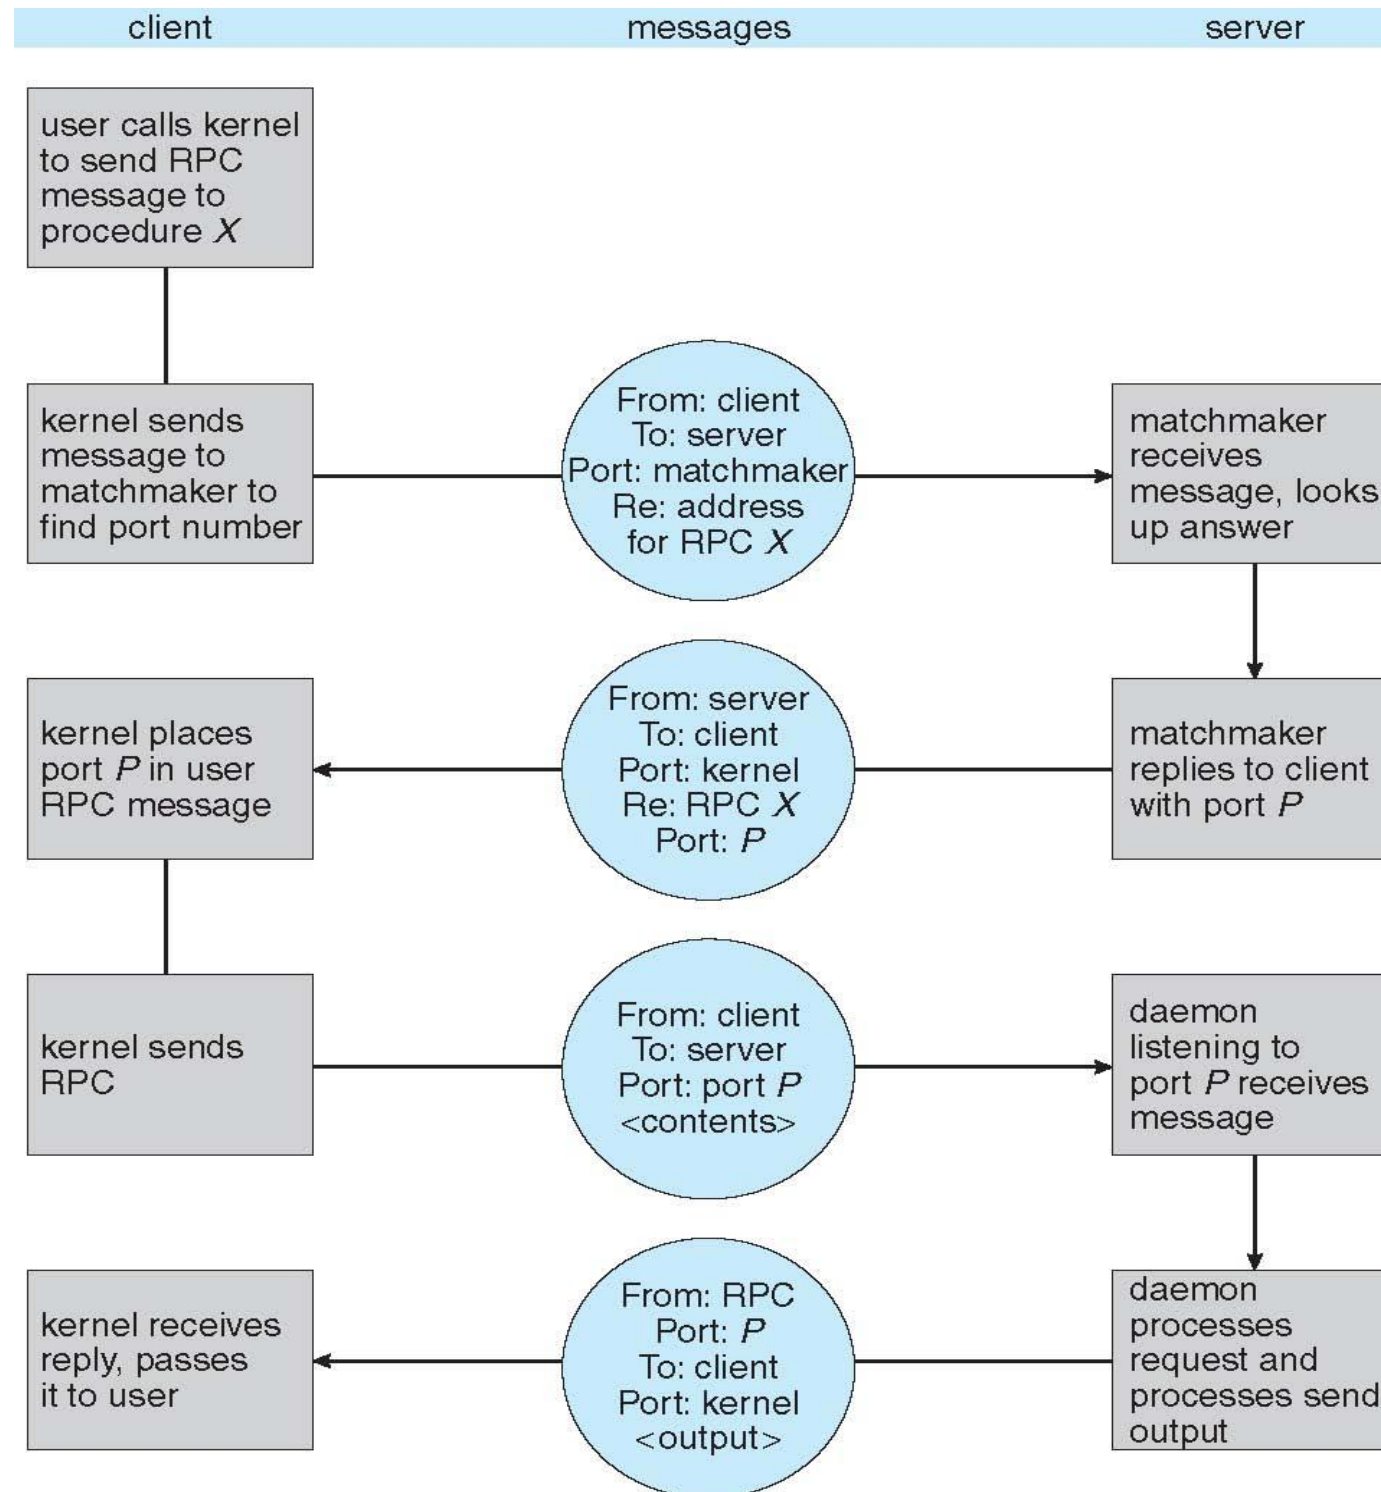 client
messages
server
user calls kernel
to send RPC
message to
procedure X
kernel sends
message to
matchmaker to
find port number
From: client
To: server
Port: matchmaker
Re: address
for RPC X
matchmaker
receives
message, looks
up answer
kernel places
port P in user
RPC message
From: server
To: client
Port: kernel
Re: RPC X
Port: P
matchmaker
replies to client
with port P
kernel sends
RPC
From: client
To: server
Port: port P
<contents>
daemon
listening to
port P receives
message
kernel receives
reply, passes
it to user
From: RPC
Port: P
To: client
Port: kernel
<output>
daemon
processes
request and
processes send
output